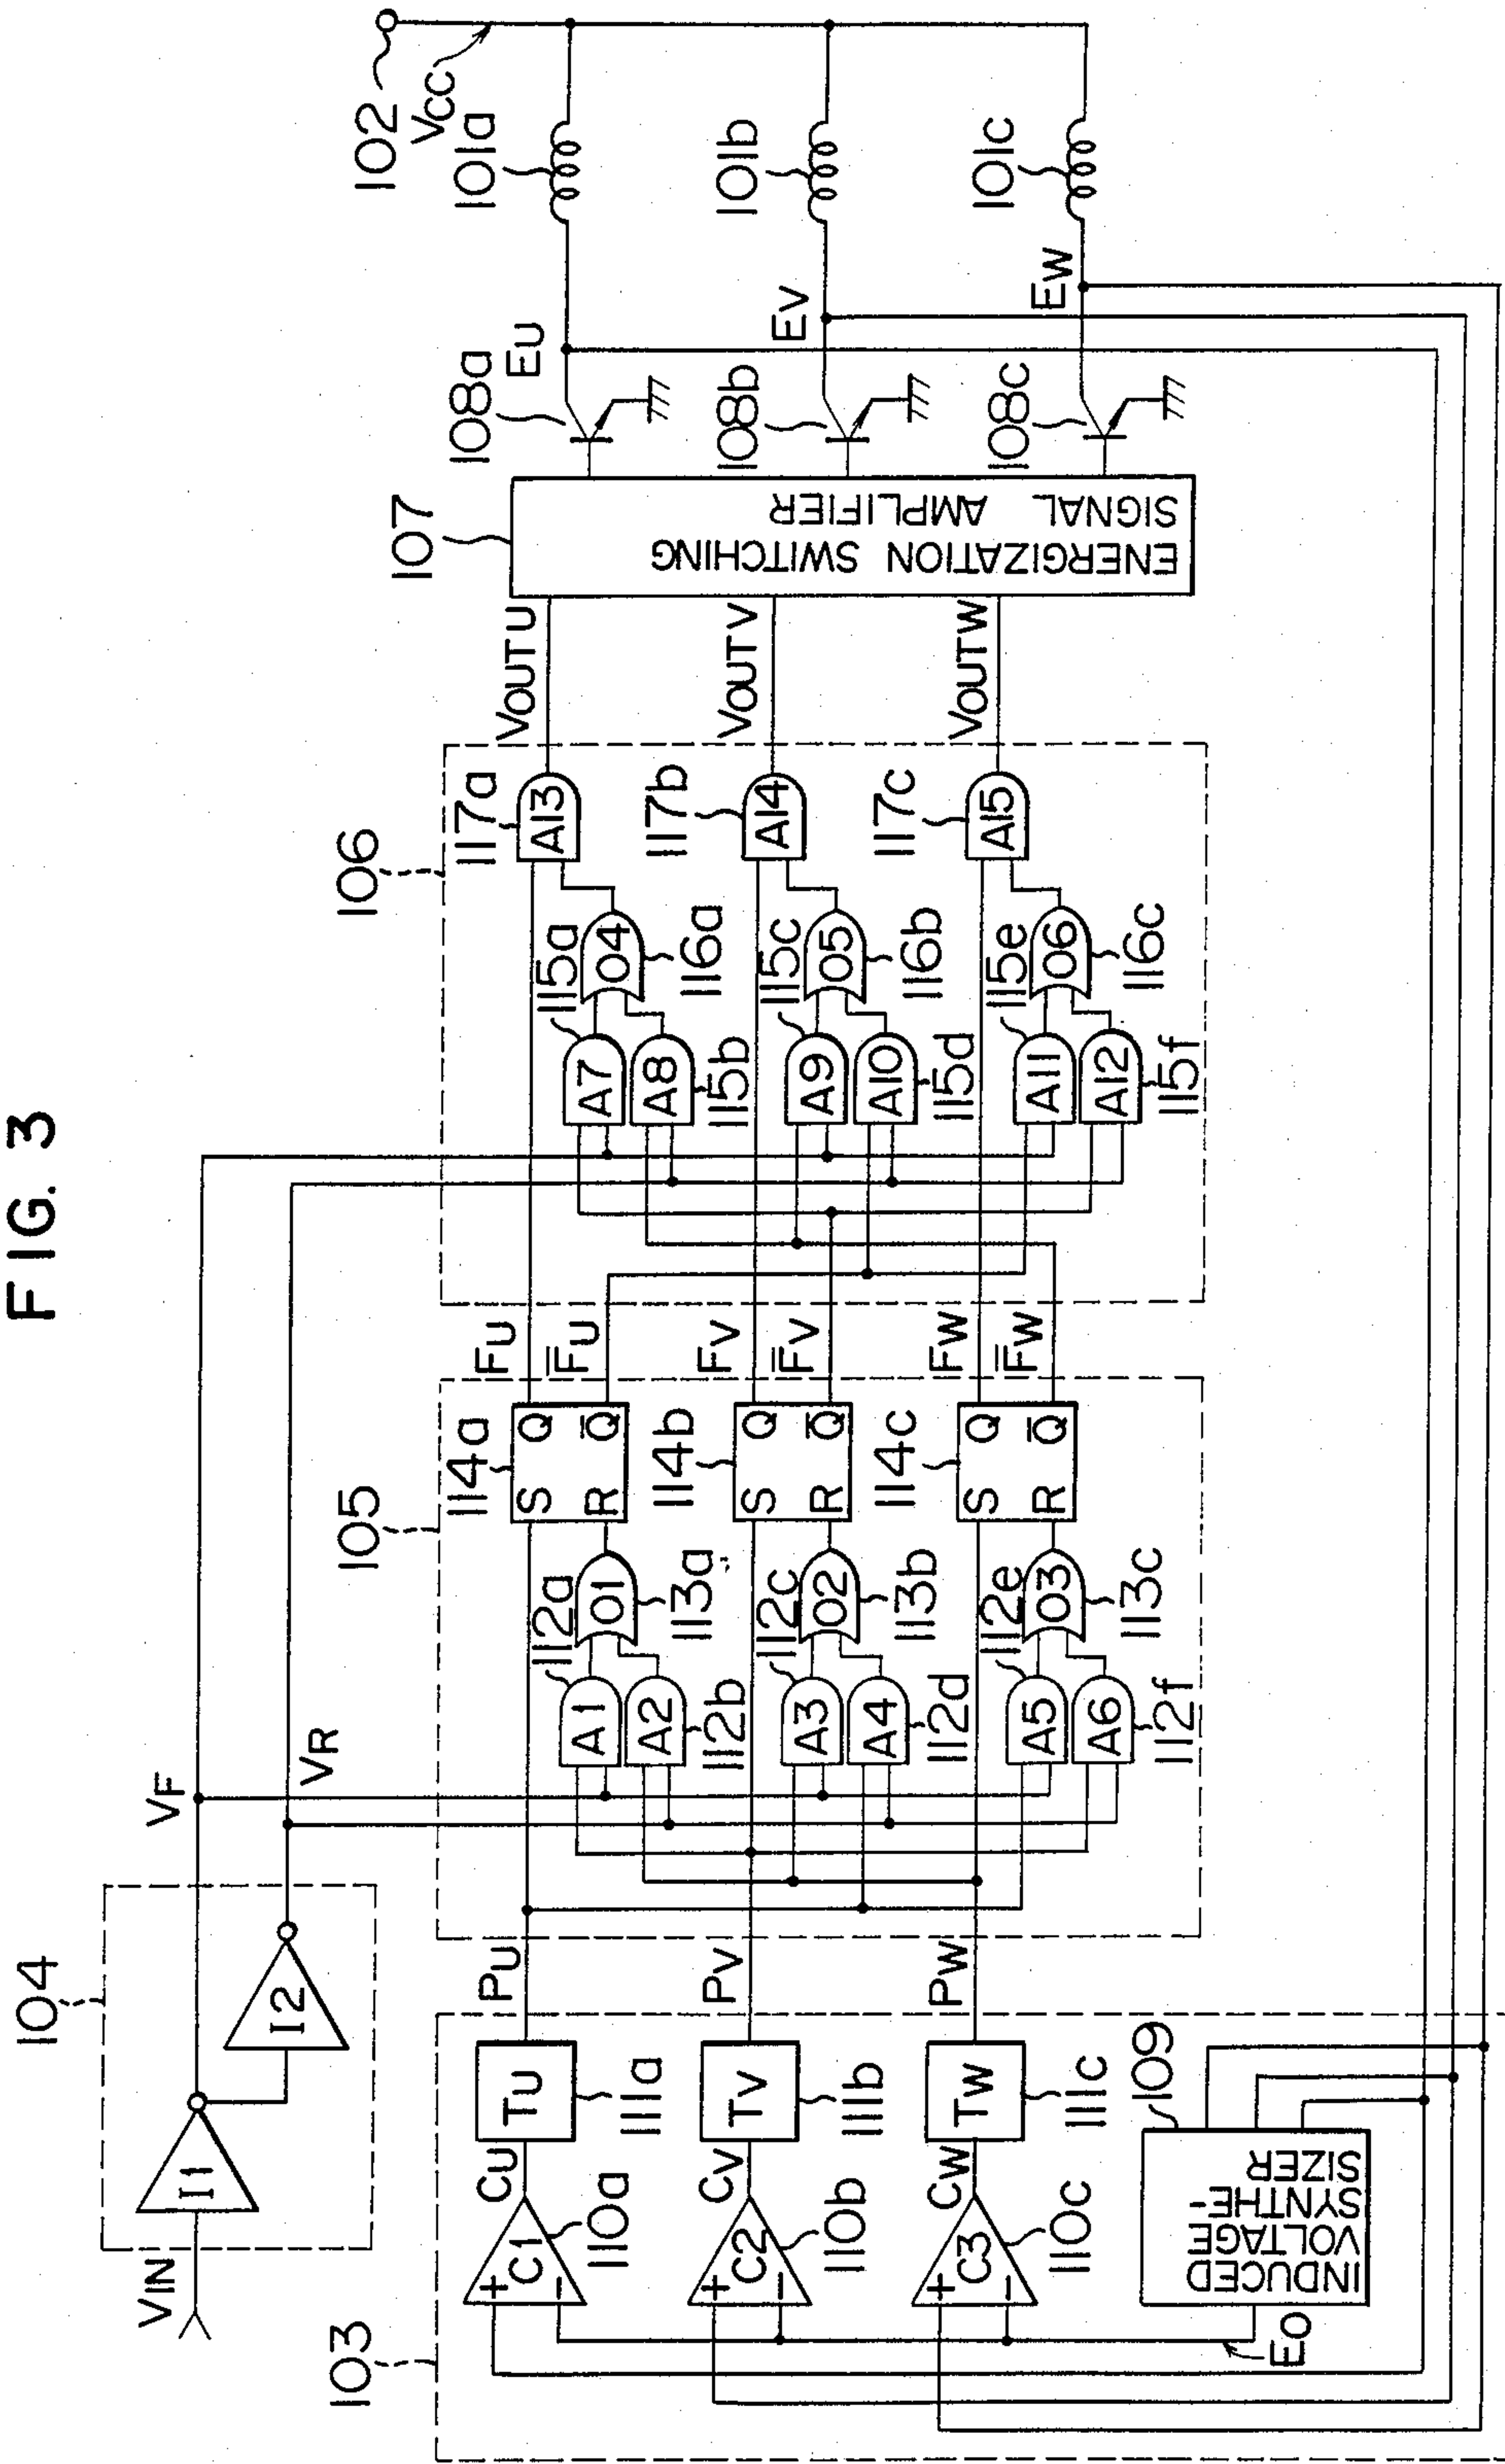 FIG. 3
104
VIN
I1
I2
VF
VR
103
110a
C1
+
−
CU
TU
111a
PU
110b
C2
+
−
CV
TV
111b
PV
110c
C3
+
−
CW
TW
111c
PW
EO
109
INDUCED
VOLTAGE
SYNTHE-
SIZER
105
A1
112a
A2
112b
O1
113a
114a
S
R
Q
Q̅
FU
F̅U
A3
112c
A4
112d
O2
113b
114b
S
R
Q
Q̅
FV
F̅V
A5
112e
A6
112f
O3
113c
114c
S
R
Q
Q̅
FW
F̅W
106
A7
115a
A8
115b
O4
116a
A13
117a
VOUTU
A9
115c
A10
115d
O5
116b
A14
117b
VOUTV
A11
115e
A12
115f
O6
116c
A15
117c
VOUTW
107
ENERGIZATION SWITCHING
SIGNAL AMPLIFIER
108a
EU
108b
EV
108c
EW
102
VCC
101a
101b
101c